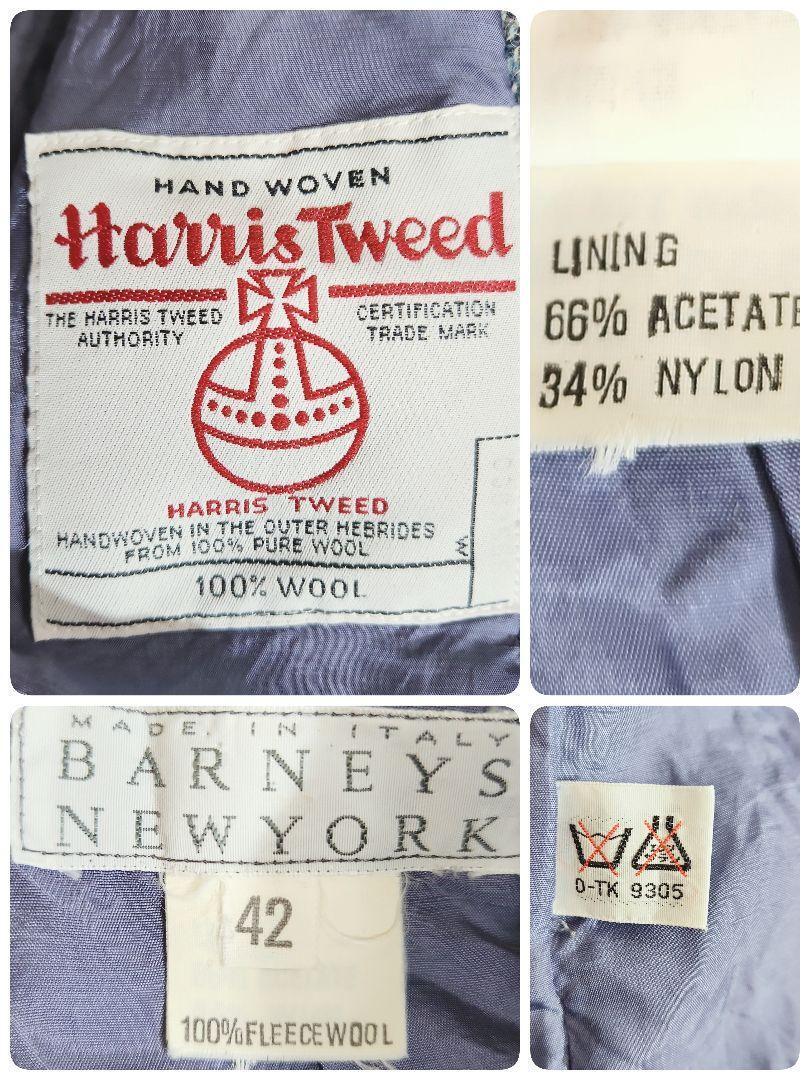 HAND WOVEN
Harris Tweed
THE HARRIS TWEED
AUTHORITY
CERTIFICATION
TRADE MARK
HARRIS TWEED
HANDWOVEN IN THE OUTER HEBRIDES
FROM 100% PURE WOOL
100% WOOL
LINING
66% ACETATE
34% NYLON
MADE IN ITALY
BARNEYS
NEW YORK
42
100%FLEECEWOOL
D-TK 9305